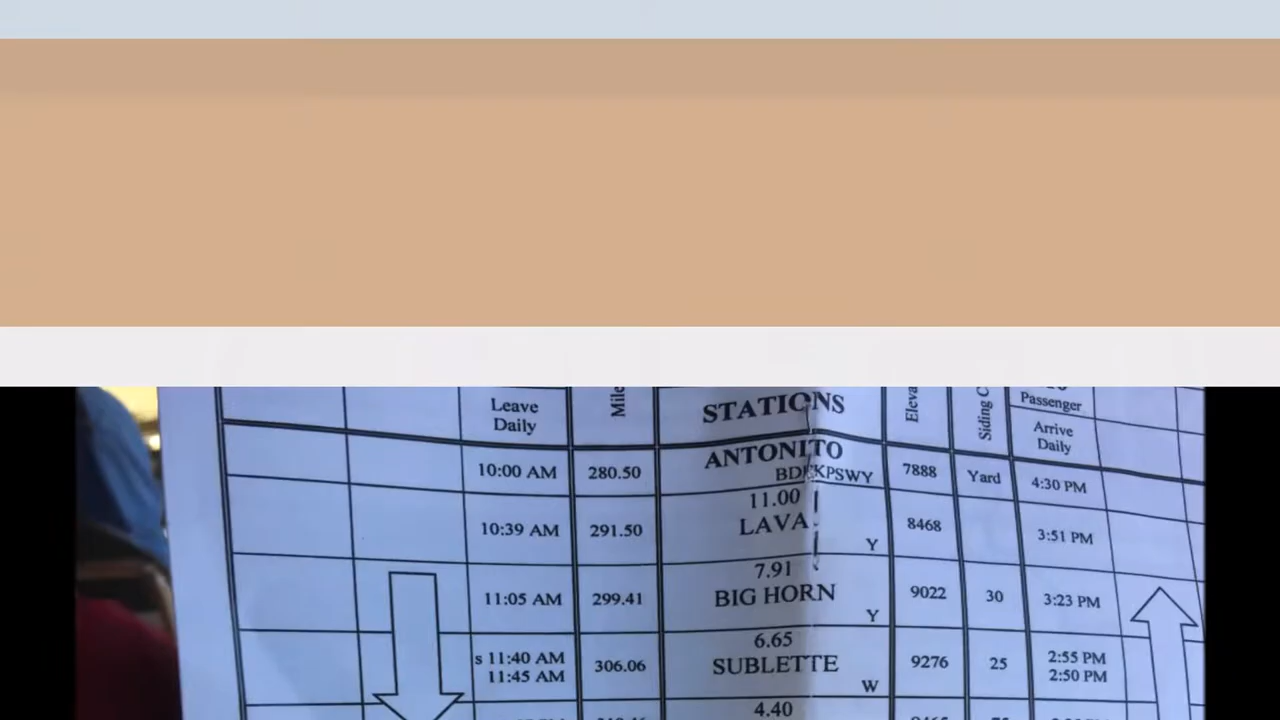 Leave
Daily
Mile
STATIONS
Eleva
Siding C
Passenger
Arrive
Daily
10:00 AM 280.50 ANTONITO 7888 Yard 4:30 PM
11.00
10:39 AM 291.50 LAVA 8468 3:51 PM
Y
7.91
11:05 AM 299.41 BIG HORN 9022 30 3:23 PM
Y
6.65
s 11:40 AM 306.06 SUBLETTE 9276 25 2:55 PM
11:45 AM 2:50 PM
W
4.40